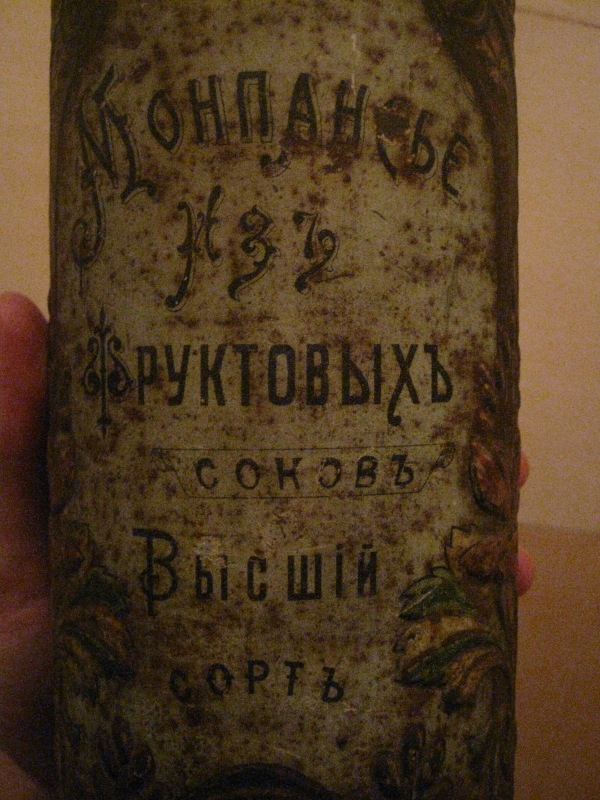 Монпансье
Изъ
Фруктовыхъ
соковъ
Высшій
сортъ